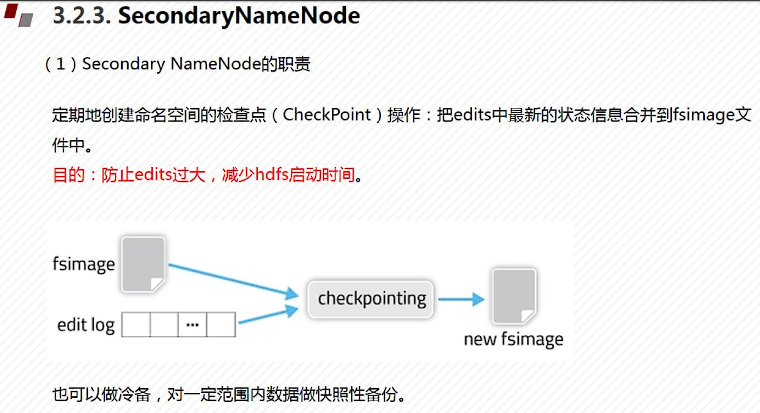 3.2.3. SecondaryNameNode
（1）Secondary NameNode的职责
定期地创建命名空间的检查点（CheckPoint）操作：把edits中最新的状态信息合并到fsimage文
件中。
目的：防止edits过大，减少hdfs启动时间。
fsimage
checkpointing
edit log
...
new fsimage
也可以做冷备，对一定范围内数据做快照性备份。